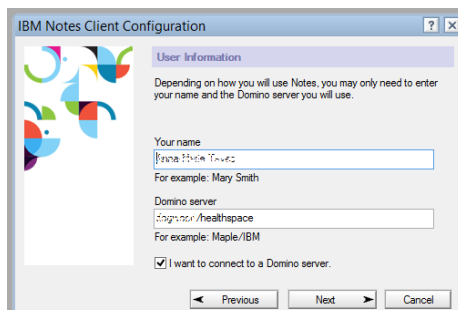 IBM Notes Client Configuration
User Information
Depending on how you will use Notes, you may only need to enter
your name and the Domino server you will use.
Your name
For example: Mary Smith
Domino server
/healthspace
For example: Maple/IBM
I want to connect to a Domino server.
Previous
Next
Cancel